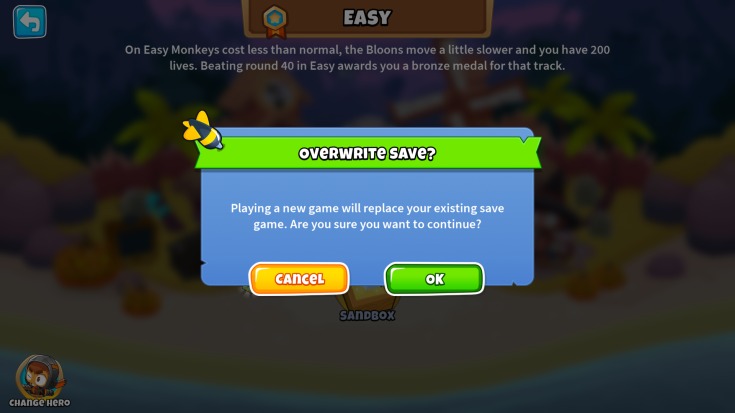 EASY
On Easy Monkeys cost less than normal, the Bloons move a little slower and you have 200
lives. Beating round 40 in Easy awards you a bronze medal for that track.
OVERWRITE SAVE?
Playing a new game will replace your existing save
game. Are you sure you want to continue?
CANCEL
OK
SANDBOX
CHANGE HERO